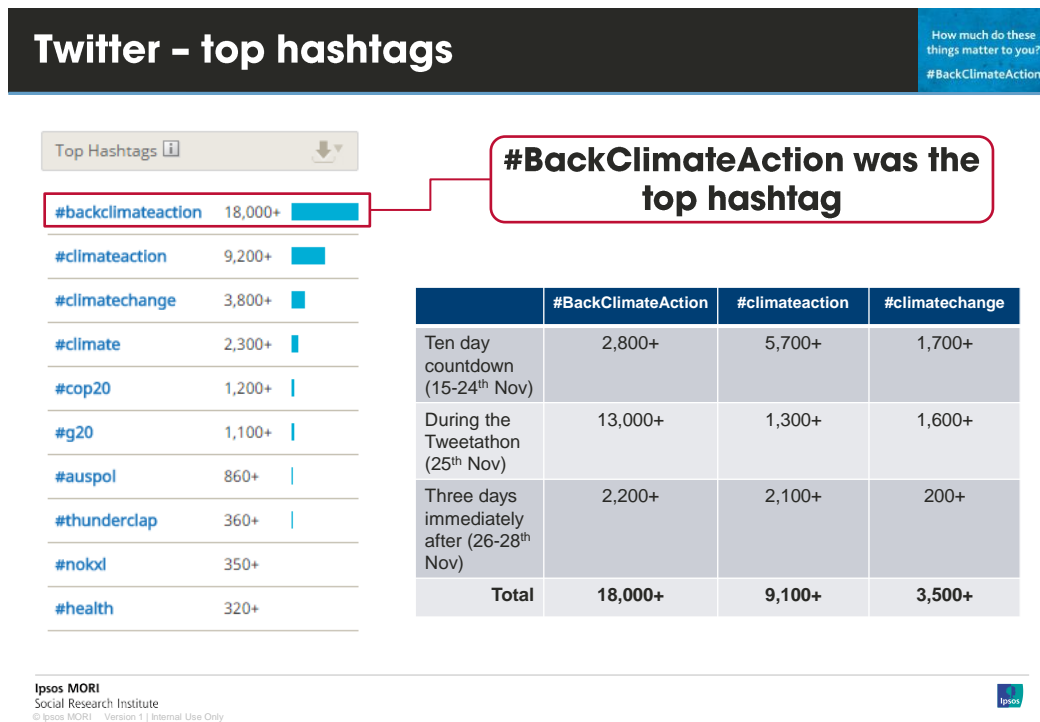 Twitter – top hashtags
How much do these
things matter to you?
#BackClimateAction
Top Hashtags
#BackClimateAction was the
top hashtag
#backclimateaction 18,000+
#climateaction 9,200+
#climatechange 3,800+
#climate 2,300+
#cop20 1,200+
#g20 1,100+
#auspol 860+
#thunderclap 360+
#nokxl 350+
#health 320+
#BackClimateAction #climateaction #climatechange
Ten day 2,800+ 5,700+ 1,700+
countdown
(15-24th Nov)
During the 13,000+ 1,300+ 1,600+
Tweetathon
(25th Nov)
Three days 2,200+ 2,100+ 200+
immediately
after (26-28th
Nov)
Total 18,000+ 9,100+ 3,500+
Ipsos MORI
Social Research Institute
© Ipsos MORI Version 1 | Internal Use Only
Ipsos